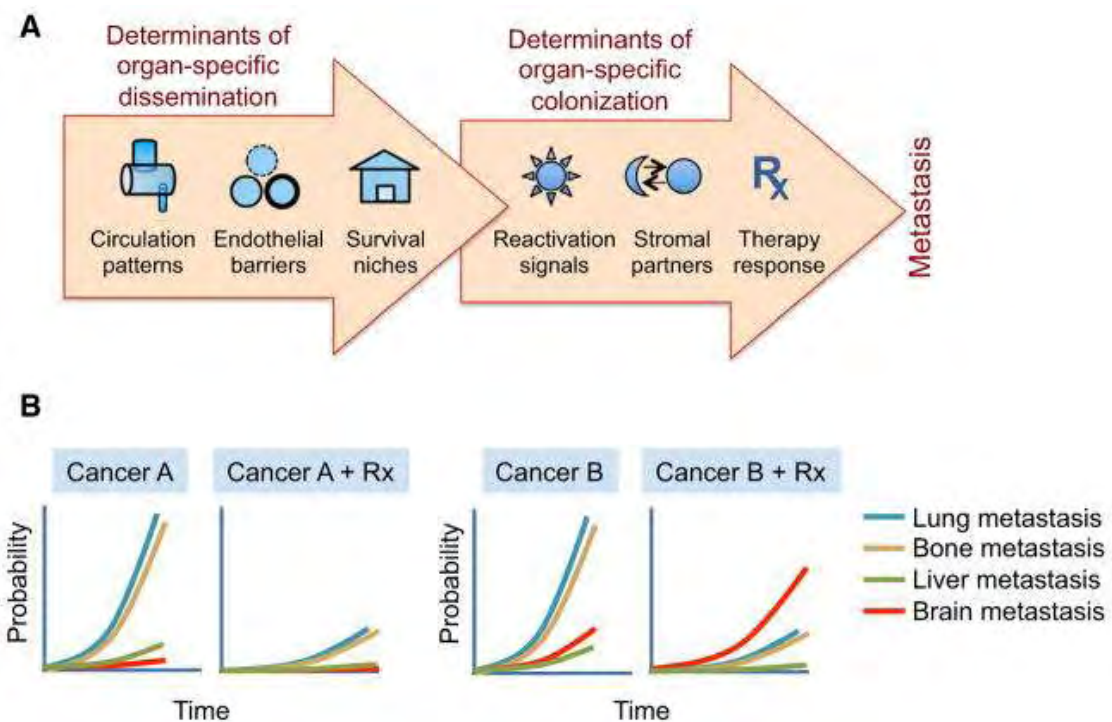 A
Determinants of
organ-specific
dissemination
Determinants of
organ-specific
colonization
Circulation
patterns
Endothelial
barriers
Survival
niches
Reactivation
signals
Stromal
partners
Rx
Therapy
response
Metastasis
B
Cancer A
Cancer A + Rx
Cancer B
Cancer B + Rx
Probability
Time
Probability
Time
Lung metastasis
Bone metastasis
Liver metastasis
Brain metastasis